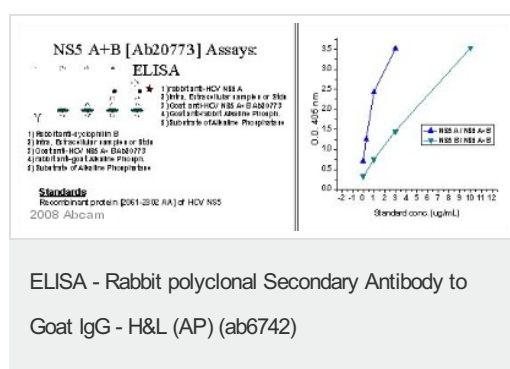 NS5 A+B [Ab20773] Assays:
ELISA
1) rabbit anti-HCV NS5 A
2) Intra, Extracellular samples or Stds
3) Goat anti-HCV NS5 A+B Ab20773
4) Goat anti-rabbit Alkaline Phosph.
5) Substrate of Alkaline Phosphatase
1) Rabbit anti-cyclophilin B
2) Intra, Extracellular samples or Stds
3) Goat anti-HCV NS5 A+B Ab20773
4) rabbit anti-goat Alkaline Phosph.
5) Substrate of Alkaline Phosphatase
Standards
Recombinant protein [2061-2302 AA] of HCV NS5
2008 Abcam
O.D. 405 nm
3.5
3.0
2.5
2.0
1.5
1.0
0.5
0.0
NS5 A / NS5 A+B
NS5 B / NS5 A+B
-2 -1 0 1 2 3 4 5 6 7 8 9 10 11 12
Standard conc. (ug/mL)
ELISA - Rabbit polyclonal Secondary Antibody to
Goat IgG - H&L (AP) (ab6742)